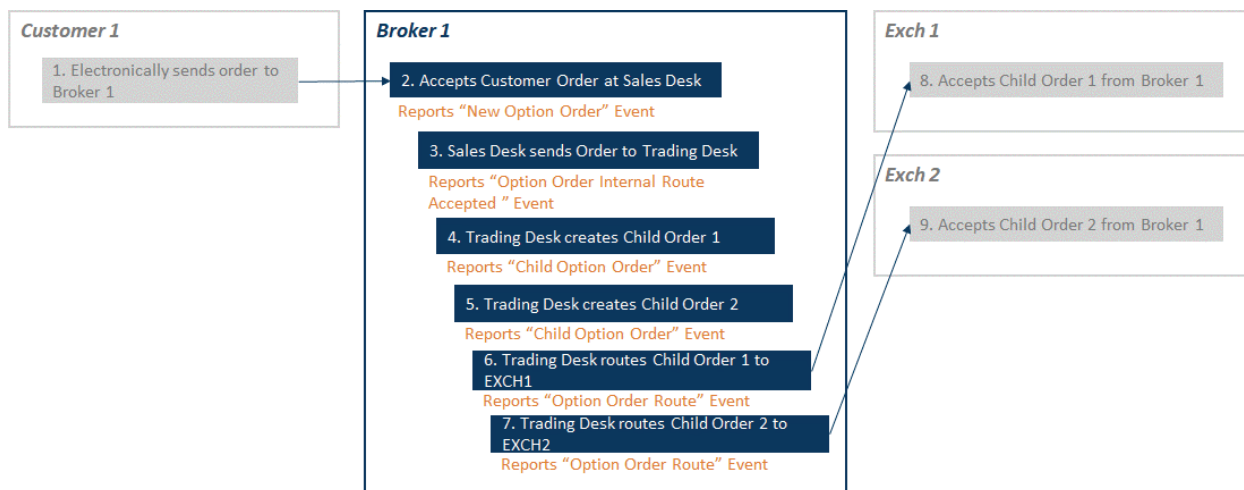 Customer 1
1. Electronically sends order to
Broker 1
Broker 1
2. Accepts Customer Order at Sales Desk
Reports “New Option Order” Event
3. Sales Desk sends Order to Trading Desk
Reports “Option Order Internal Route
Accepted ” Event
4. Trading Desk creates Child Order 1
Reports “Child Option Order” Event
5. Trading Desk creates Child Order 2
Reports “Child Option Order” Event
6. Trading Desk routes Child Order 1 to
EXCH1
Reports “Option Order Route” Event
7. Trading Desk routes Child Order 2 to
EXCH2
Reports “Option Order Route” Event
Exch 1
8. Accepts Child Order 1 from Broker 1
Exch 2
9. Accepts Child Order 2 from Broker 1